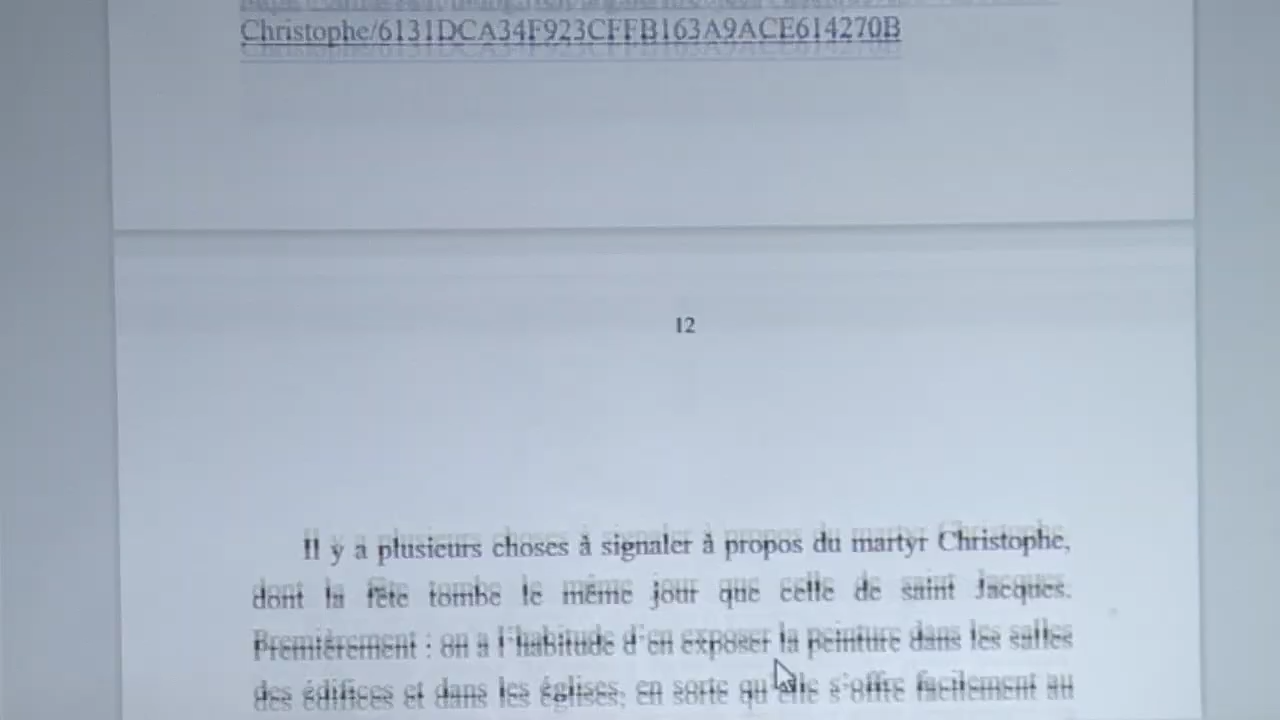 Christophe/6131DCA34F923CFFB163A9ACE614270B
12
Il y a plusieurs choses à signaler à propos du martyr Christophe,
dont la fête tombe le même jour que celle de saint Jacques.
Premièrement : on a l'habitude d'en exposer la peinture dans les salles
des édifices et dans les églises, en sorte qu'elle s'offre facilement au